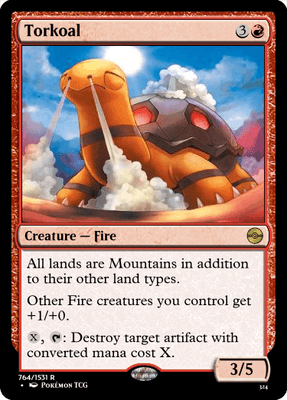 Torkoal 3
Creature — Fire
All lands are Mountains in addition
to their other land types.
Other Fire creatures you control get
+1/+0.
X, : Destroy target artifact with
converted mana cost X.
3/5
764/1531 R
• Pokémon TCG